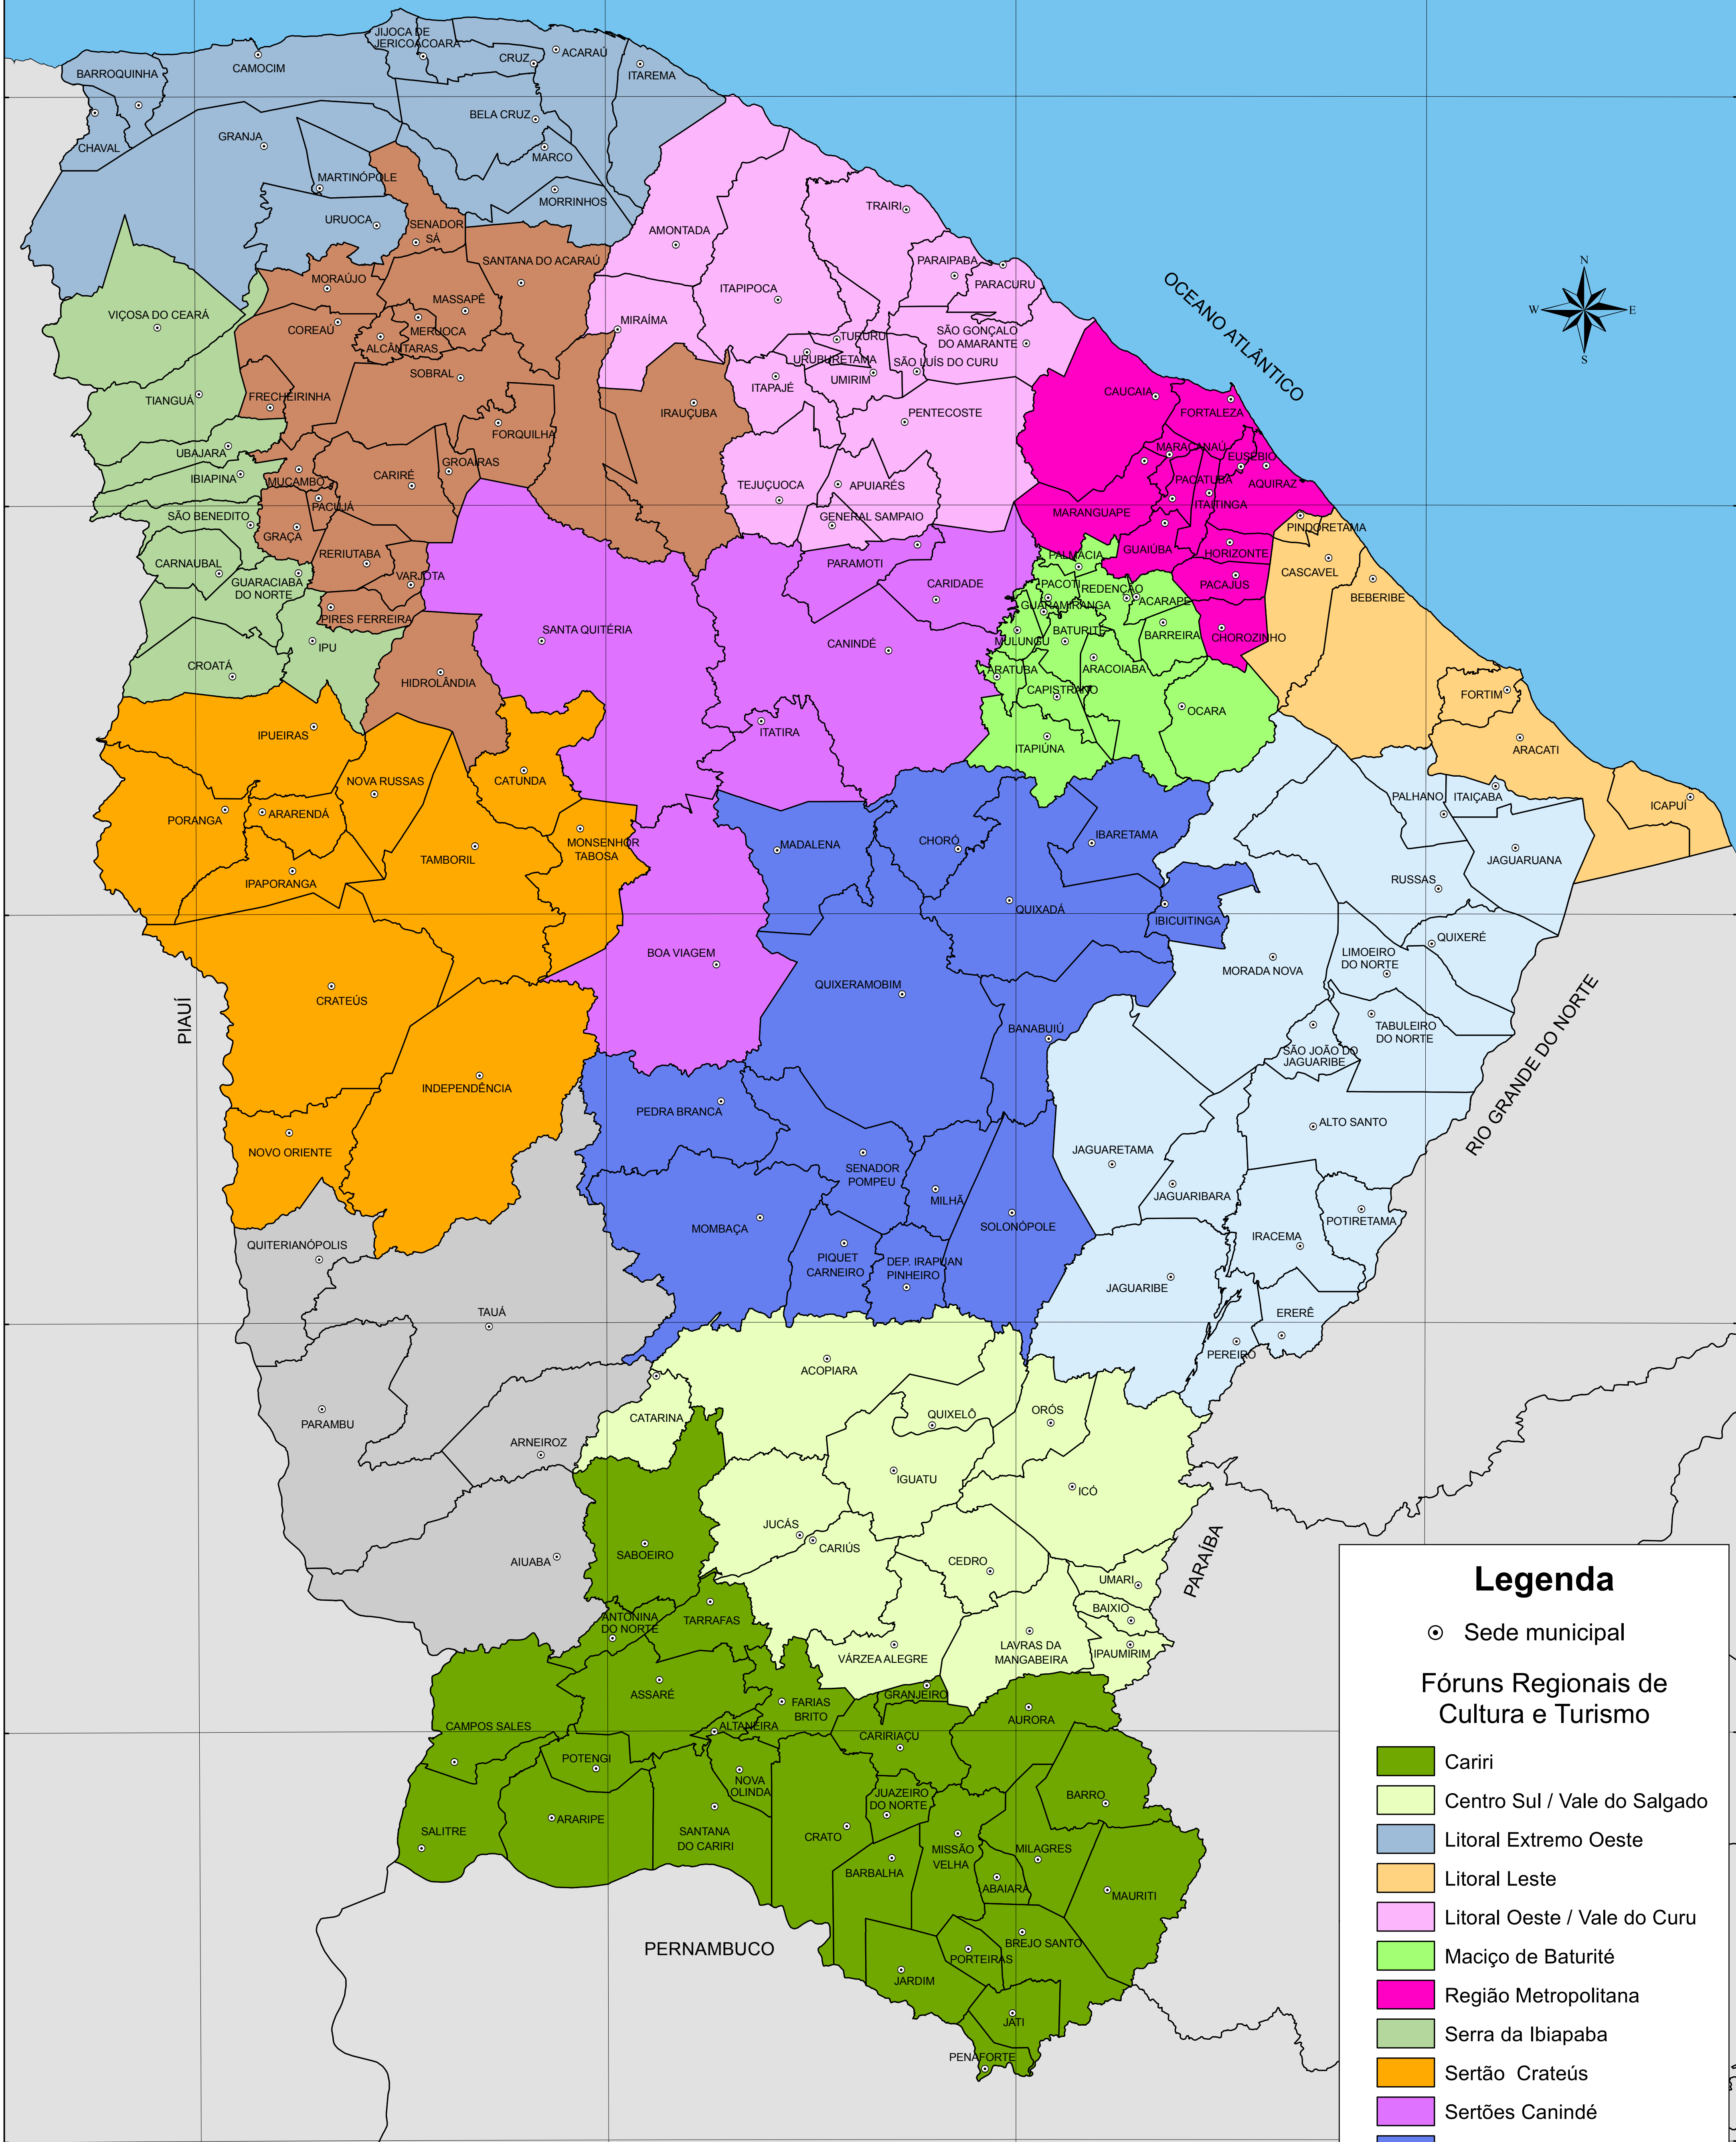 JIJOCA DE
JERICOACOARA
CRUZ
ACARAÚ
ITAREMA
BARROQUINHA
CAMOCIM
BELA CRUZ
CHAVAL
GRANJA
MARCO
MARTINÓPOLE
MORRINHOS
URUOCA
SENADOR
SÁ
TRAIRI
AMONTADA
SANTANA DO ACARAÚ
PARAIPABA
PARACURU
N
W
E
S
OCEANO ATLÂNTICO
MORAÚJO
MASSAPÊ
ITAPIPOCA
VIÇOSA DO CEARÁ
COREAÚ
MERUOCA
MIRAÍMA
ALCÂNTARAS
TURURU
SÃO GONÇALO
DO AMARANTE
URUBURETAMA
SÃO LUÍS DO CURU
SOBRAL
ITAPAJÉ
UMIRIM
TIANGUÁ
FRECHEIRINHA
IRAUÇUBA
PENTECOSTE
CAUCAIA
FORTALEZA
FORQUILHA
UBAJARA
MARACANAÚ
EUSÉBIO
IBIAPINA
MUCAMBO
CARIRÉ
GROAÍRAS
TEJUÇUOCA
APUIARÉS
PACATUBA
AQUIRAZ
ITAITINGA
PACUJÁ
SÃO BENEDITO
GRAÇA
GENERAL SAMPAIO
MARANGUAPE
PINDORETAMA
RERIUTABA
CARNAUBAL
GUARACIABA
DO NORTE
VARJOTA
PARAMOTI
PALMÁCIA
GUAIÚBA
HORIZONTE
CASCAVEL
CARIDADE
PACOTI
REDENÇÃO
PACAJUS
BEBERIBE
GUARAMIRANGA
ACARAPE
PIRES FERREIRA
IPU
SANTA QUITÉRIA
CANINDÉ
MULUNGU
BATURITÉ
BARREIRA
CHOROZINHO
CROATÁ
HIDROLÂNDIA
ARATUBA
ARACOIABA
CAPISTRANO
OCARA
FORTIM
IPUEIRAS
ITATIRA
ITAPIÚNA
ARACATI
NOVA RUSSAS
CATUNDA
PORANGA
ARARENDÁ
PALHANO
ITAIÇABA
ICAPUÍ
TAMBORIL
MONSENHOR
TABOSA
MADALENA
CHORÓ
IBARETAMA
JAGUARUANA
IPAPORANGA
RUSSAS
QUIXADÁ
IBICUITINGA
QUIXERÉ
BOA VIAGEM
LIMOEIRO
DO NORTE
MORADA NOVA
QUIXERAMOBIM
CRATEÚS
PIAUÍ
BANABUIÚ
TABULEIRO
DO NORTE
SÃO JOÃO DO
JAGUARIBE
RIO GRANDE DO NORTE
INDEPENDÊNCIA
PEDRA BRANCA
ALTO SANTO
NOVO ORIENTE
JAGUARETAMA
SENADOR
POMPEU
MILHÃ
JAGUARIBARA
MOMBAÇA
SOLONÓPOLE
POTIRETAMA
QUITERIANÓPOLIS
IRACEMA
PIQUET
CARNEIRO
DEP. IRAPUAN
PINHEIRO
JAGUARIBE
TAUÁ
ERERÊ
PEREIRO
ACOPIARA
PARAMBU
CATARINA
QUIXELÔ
ORÓS
ARNEIROZ
IGUATU
ICÓ
JUCÁS
CARIÚS
PARAÍBA
AIUABA
SABOEIRO
CEDRO
UMARI
BAIXIO
ANTONINA
DO NORTE
TARRAFAS
LAVRAS DA
MANGABEIRA
IPAUMIRIM
VÁRZEA ALEGRE
ASSARÉ
GRANJEIRO
FARIAS
BRITO
AURORA
CAMPOS SALES
ALTANEIRA
CARIRIAÇU
POTENGI
NOVA
OLINDA
JUAZEIRO
DO NORTE
BARRO
SALITRE
ARARIPE
SANTANA
DO CARIRI
CRATO
MISSÃO
VELHA
MILAGRES
BARBALHA
ABAIARA
MAURITI
PERNAMBUCO
BREJO SANTO
PORTEIRAS
JARDIM
JATI
PENAFORTE
Legenda
Sede municipal
Fóruns Regionais de
Cultura e Turismo
Cariri
Centro Sul / Vale do Salgado
Litoral Extremo Oeste
Litoral Leste
Litoral Oeste / Vale do Curu
Maciço de Baturité
Região Metropolitana
Serra da Ibiapaba
Sertão Crateús
Sertões Canindé